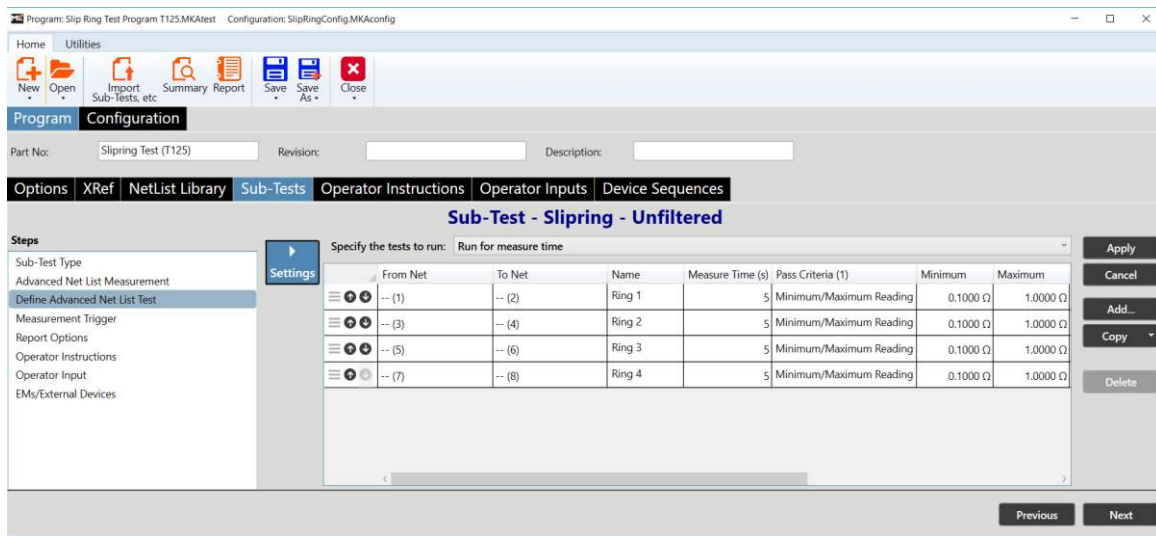 Program: Slip Ring Test Program T125.MKAtest Configuration: SlipRingConfig.MKAconfig
Home Utilities
New Open Import Sub-Tests, etc Summary Report Save Save As Close
Program Configuration
Part No: Slipring Test (T125) Revision: Description:
Options XRef NetList Library Sub-Tests Operator Instructions Operator Inputs Device Sequences
Sub-Test - Slipring - Unfiltered
Steps
Sub-Test Type
Advanced Net List Measurement
Define Advanced Net List Test
Measurement Trigger
Report Options
Operator Instructions
Operator Input
EMs/External Devices
Settings
Specify the tests to run: Run for measure time
From Net To Net Name Measure Time (s) Pass Criteria (1) Minimum Maximum
-- (1) -- (2) Ring 1 5 Minimum/Maximum Reading 0.1000 Ω 1.0000 Ω
-- (3) -- (4) Ring 2 5 Minimum/Maximum Reading 0.1000 Ω 1.0000 Ω
-- (5) -- (6) Ring 3 5 Minimum/Maximum Reading 0.1000 Ω 1.0000 Ω
-- (7) -- (8) Ring 4 5 Minimum/Maximum Reading 0.1000 Ω 1.0000 Ω
Apply
Cancel
Add...
Copy
Delete
Previous Next